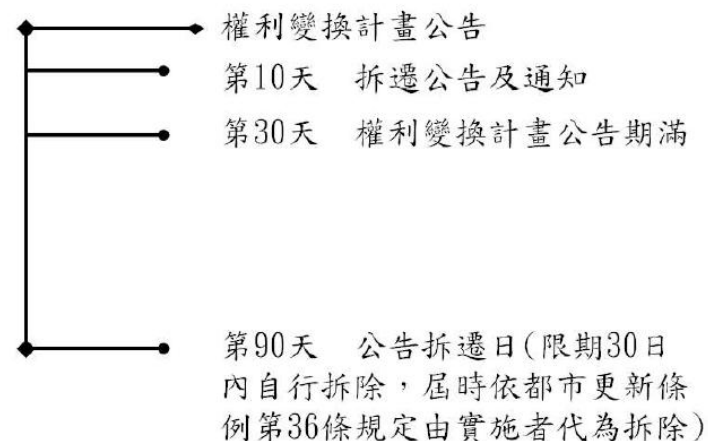 權利變換計畫公告
第10天　拆遷公告及通知
第30天　權利變換計畫公告期滿
第90天　公告拆遷日(限期30日
內自行拆除，屆時依都市更新條
例第36條規定由實施者代為拆除)